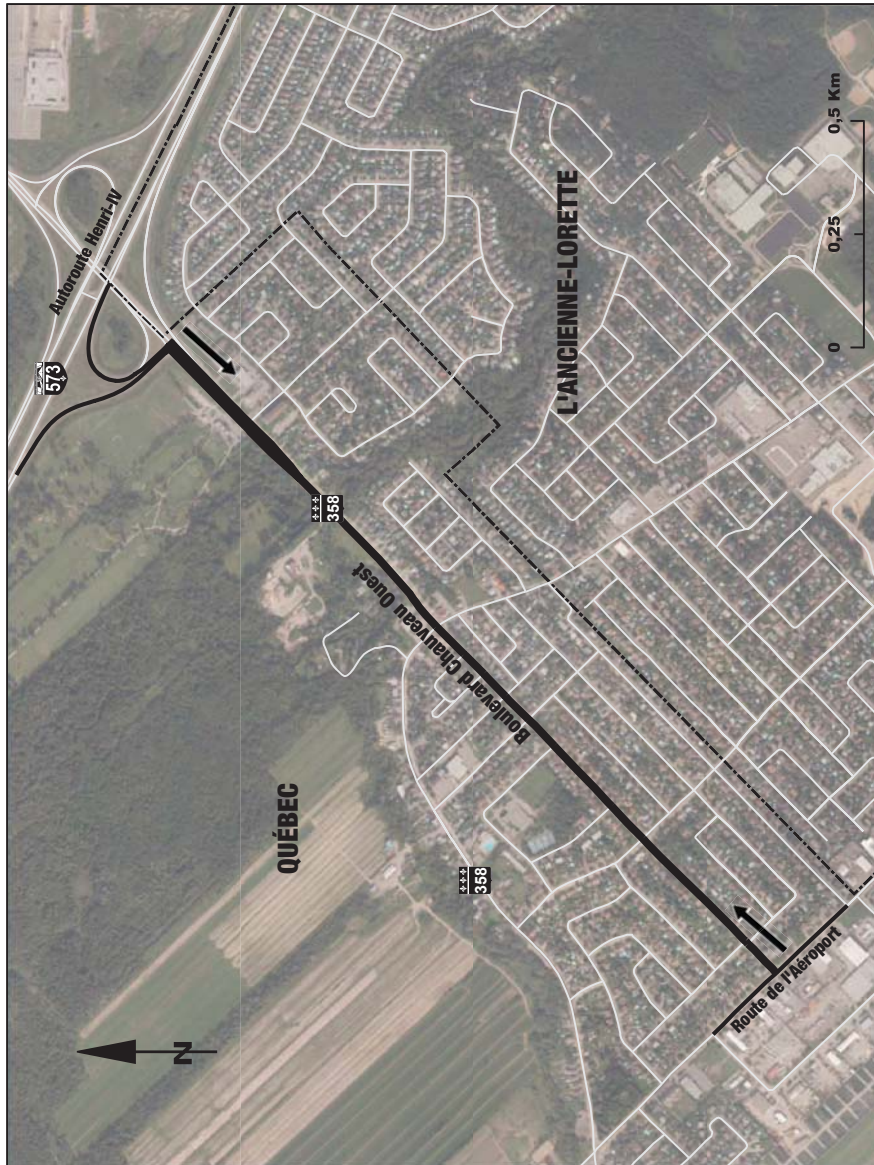 573
Autoroute Henri-IV
N
QUÉBEC
358
Boulevard Chauveau Ouest
358
L'ANCIENNE-LORETTE
Route de l'Aéroport
0 0,25 0,5 Km